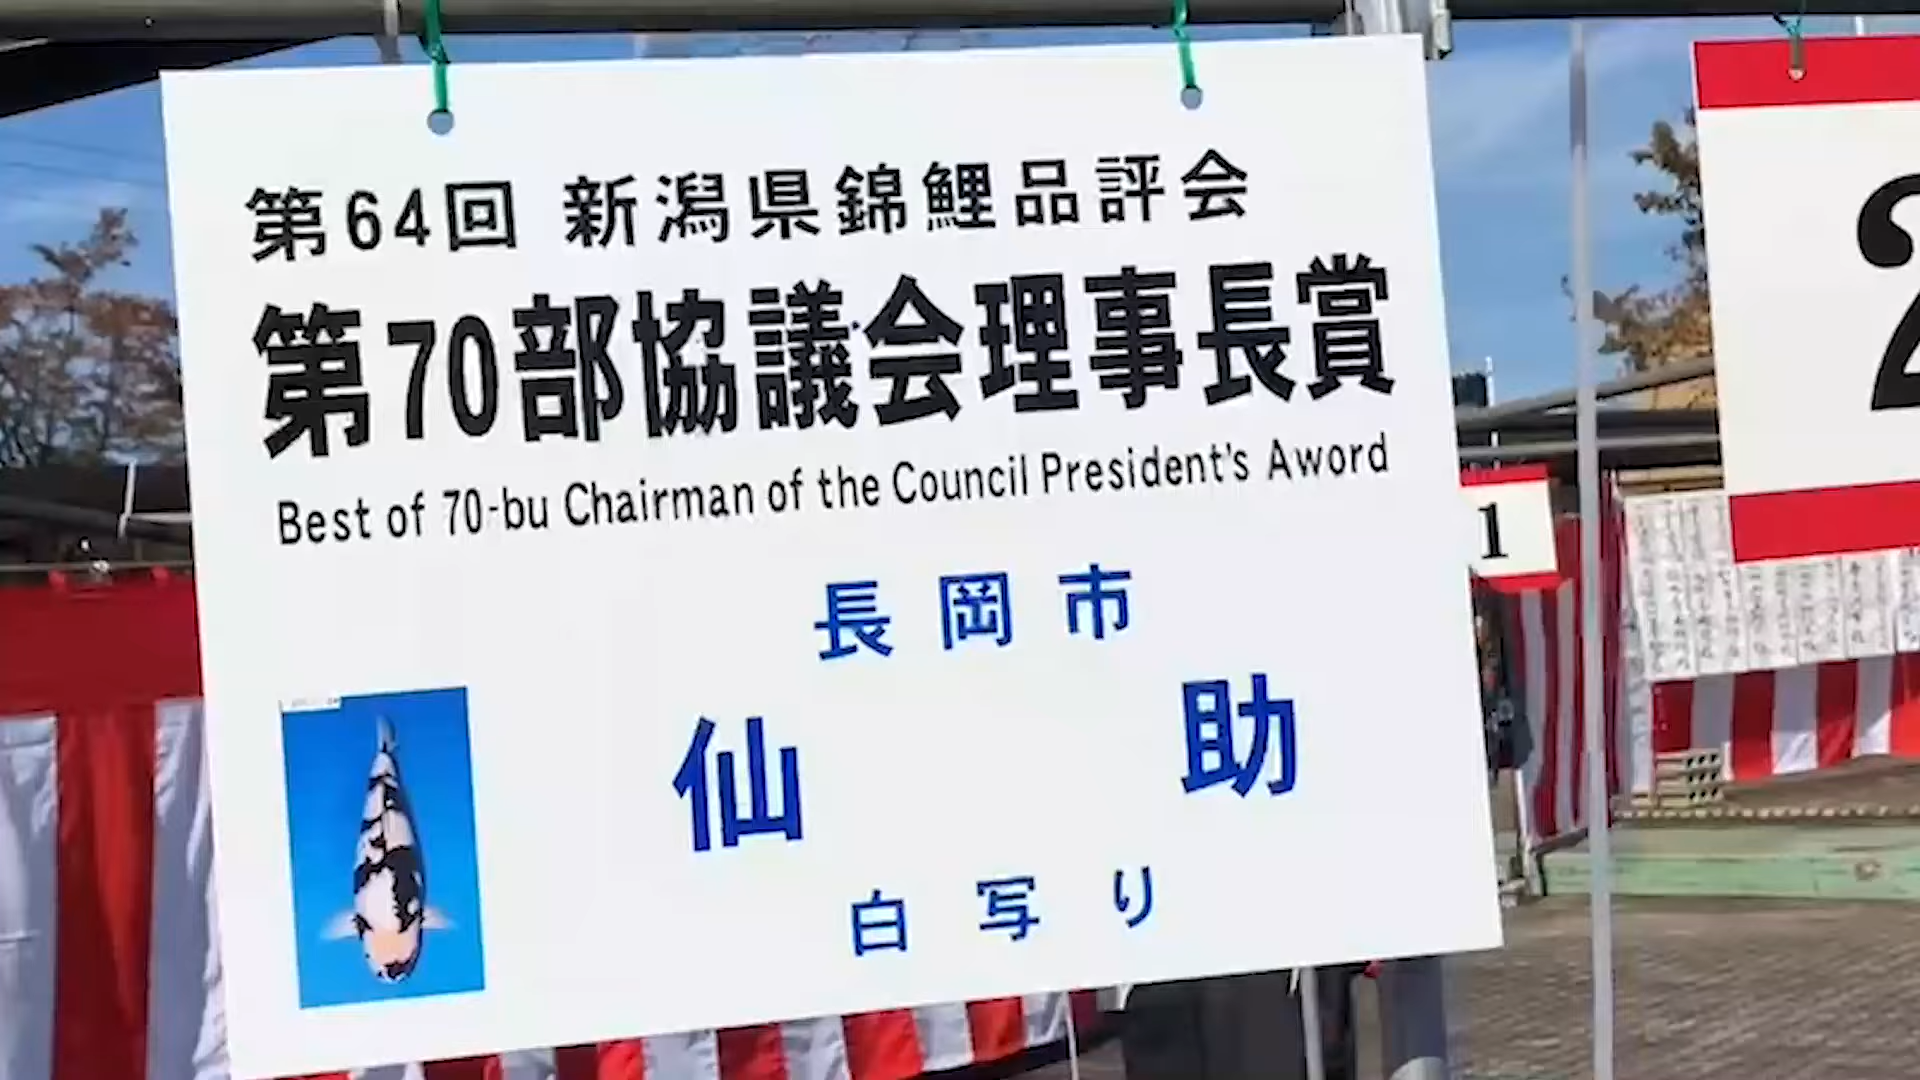 第64回 新潟県錦鯉品評会
第70部協議会理事長賞
Best of 70-bu Chairman of the Council President's Aword
長岡市
仙助
白写り
1
2